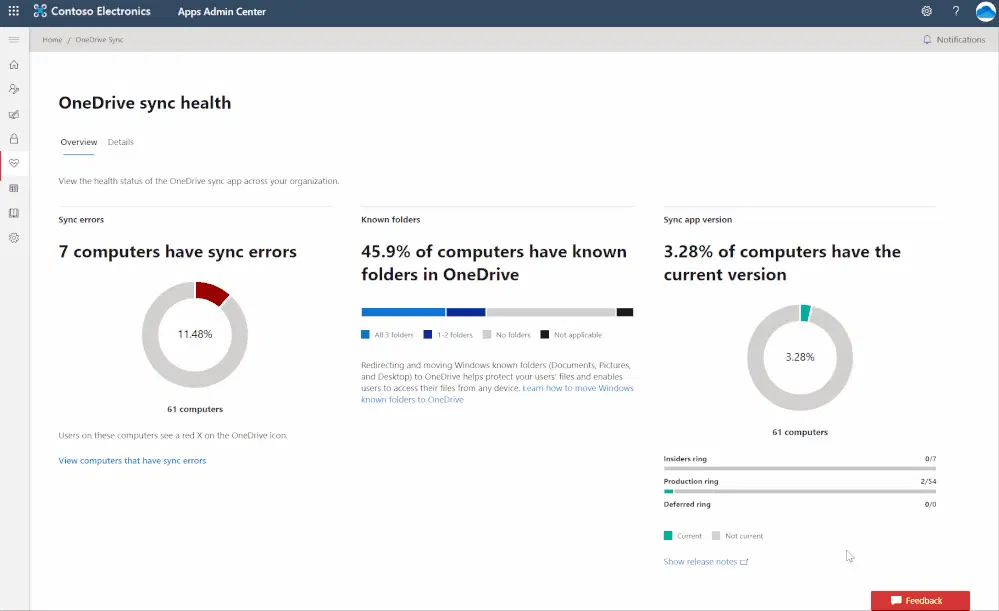 Contoso Electronics Apps Admin Center ?
Home / OneDrive Sync Notifications
OneDrive sync health
Overview Details
View the health status of the OneDrive sync app across your organization.
Sync errors
7 computers have sync errors
11.48%
61 computers
Users on these computers see a red X on the OneDrive icon.
View computers that have sync errors
Known folders
45.9% of computers have known
folders in OneDrive
All 3 folders 1-2 folders No folders Not applicable
Redirecting and moving Windows known folders (Documents, Pictures,
and Desktop) to OneDrive helps protect your users' files and enables
users to access their files from any device. Learn how to move Windows
known folders to OneDrive
Sync app version
3.28% of computers have the
current version
3.28%
61 computers
Insiders ring 0/7
Production ring 2/54
Deferred ring 0/0
Current Not current
Show release notes
Feedback